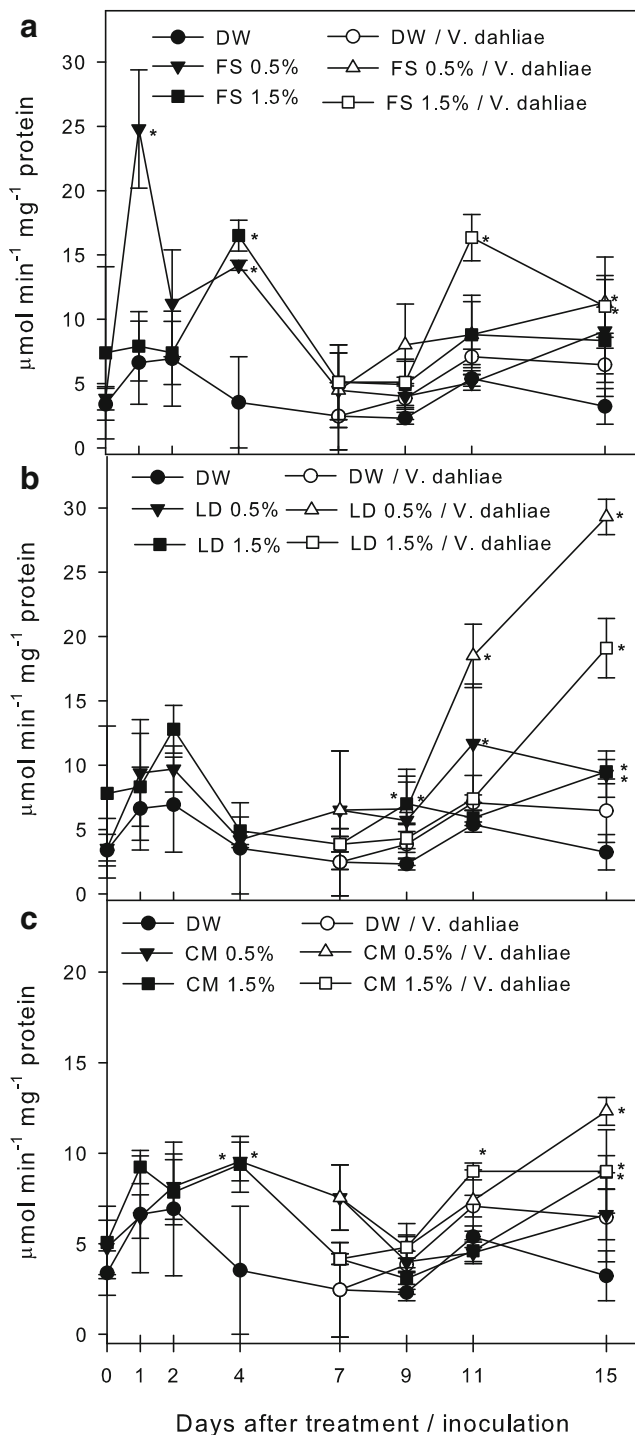 a
DW
DW / V. dahliae
FS 0.5%
FS 0.5% / V. dahliae
FS 1.5%
FS 1.5% / V. dahliae
30
25
20
15
10
5
0
µmol min⁻¹ mg⁻¹ protein
*
*
*
*
*
*
b
DW
DW / V. dahliae
LD 0.5%
LD 0.5% / V. dahliae
LD 1.5%
LD 1.5% / V. dahliae
30
25
20
15
10
5
0
µmol min⁻¹ mg⁻¹ protein
*
*
*
*
*
*
*
*
c
DW
DW / V. dahliae
CM 0.5%
CM 0.5% / V. dahliae
CM 1.5%
CM 1.5% / V. dahliae
20
15
10
5
0
µmol min⁻¹ mg⁻¹ protein
*
*
*
*
*
*
0 1 2 4 7 9 11 15
Days after treatment / inoculation